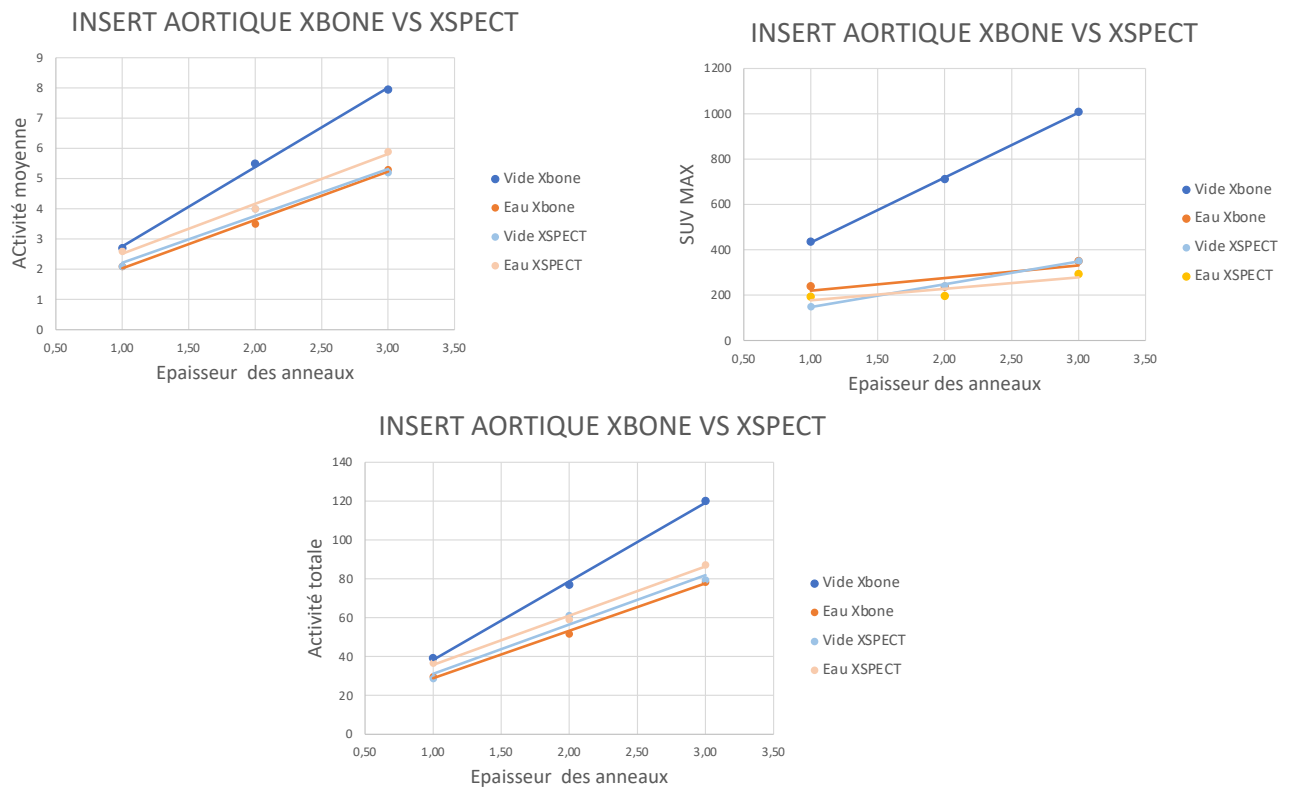 INSERT AORTIQUE XBONE VS XSPECT
9
8
7
6
5
4
3
2
1
0
ACtivité moyenne
0,50 1,00 1,50 2,00 2,50 3,00 3,50
Epaisseur des anneaux
Vide Xbone
Eau Xbone
Vide XSPECT
Eau XSPECT
INSERT AORTIQUE XBONE VS XSPECT
1200
1000
800
600
400
200
0
SUV MAX
0,50 1,00 1,50 2,00 2,50 3,00 3,50
Epaisseur des anneaux
Vide Xbone
Eau Xbone
Vide XSPECT
Eau XSPECT
INSERT AORTIQUE XBONE VS XSPECT
140
120
100
80
60
40
20
0
Activité totale
0,50 1,00 1,50 2,00 2,50 3,00 3,50
Epaisseur des anneaux
Vide Xbone
Eau Xbone
Vide XSPECT
Eau XSPECT